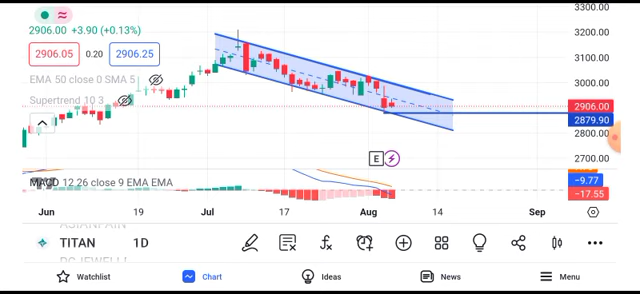 3300.00
2906.00 +3.90 (+0.13%)
3200.00
2906.05 0.20 2906.25
3100.00
EMA 50 close 0 SMA 5
3000.00
Supertrend 10 3
2906.00
2879.90
2800.00
E
2700.00
MACD 12 26 close 9 EMA EMA
-9.77
-17.55
Jun 19 Jul 17 Aug 14 Sep
TITAN 1D
Watchlist Chart Ideas News Menu